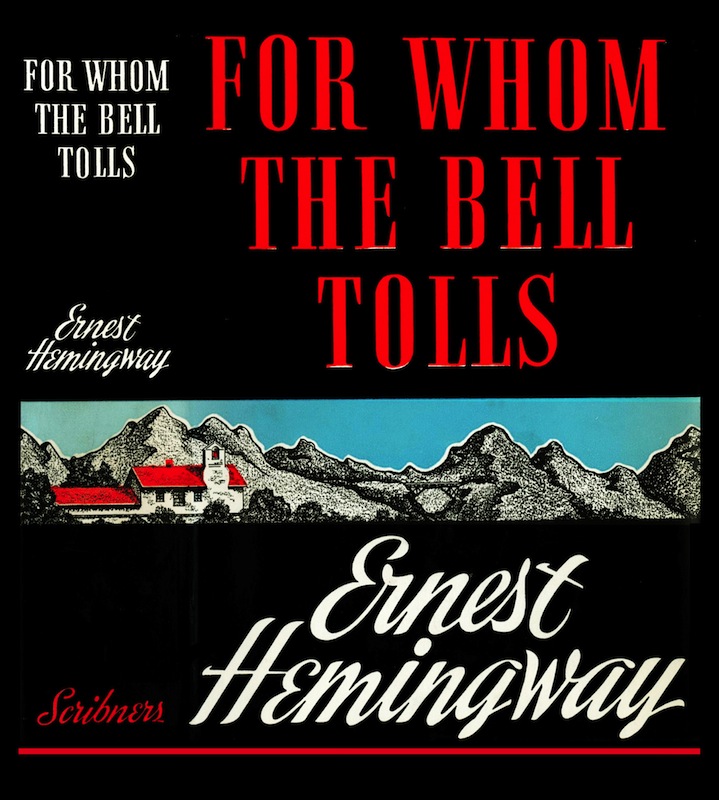 FOR WHOM
THE BELL
TOLLS
Ernest
Hemingway
Scribners
FOR WHOM
THE BELL
TOLLS
Ernest
Hemingway